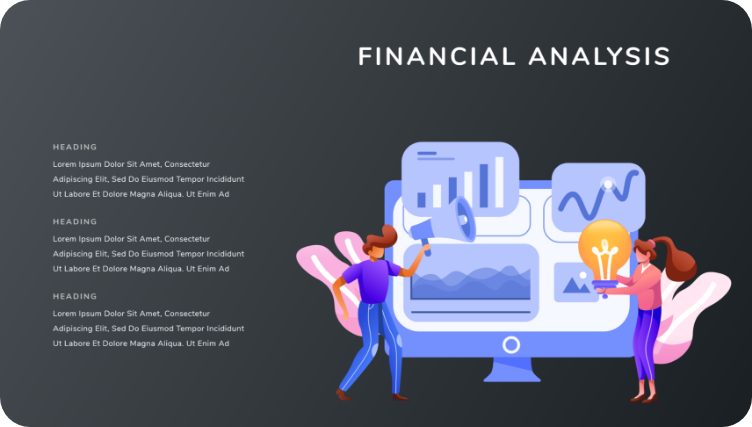 FINANCIAL ANALYSIS
HEADING
Lorem Ipsum Dolor Sit Amet, Consectetur
Adipiscing Elit, Sed Do Eiusmod Tempor Incididunt
Ut Labore Et Dolore Magna Aliqua. Ut Enim Ad
HEADING
Lorem Ipsum Dolor Sit Amet, Consectetur
Adipiscing Elit, Sed Do Eiusmod Tempor Incididunt
Ut Labore Et Dolore Magna Aliqua. Ut Enim Ad
HEADING
Lorem Ipsum Dolor Sit Amet, Consectetur
Adipiscing Elit, Sed Do Eiusmod Tempor Incididunt
Ut Labore Et Dolore Magna Aliqua. Ut Enim Ad